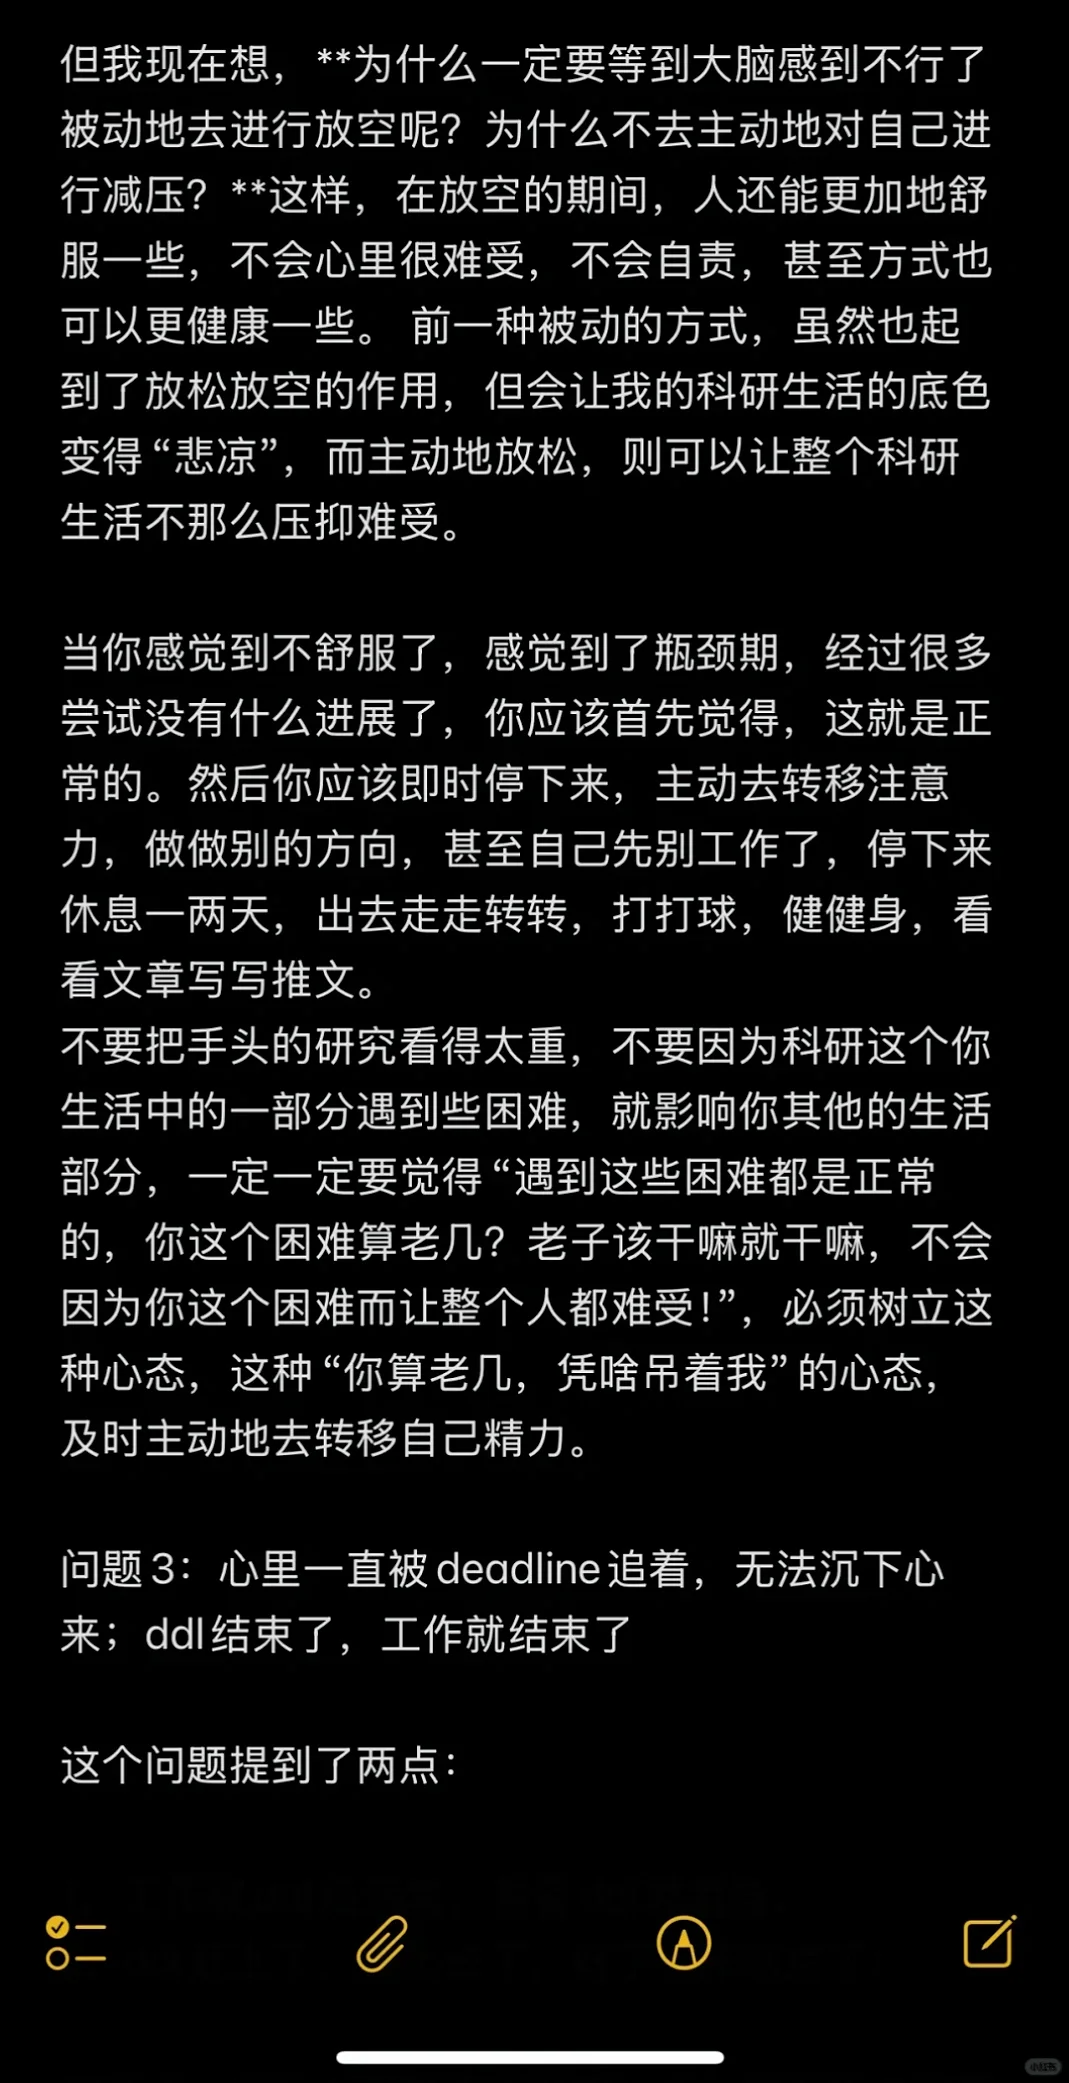 但我现在想，**为什么一定要等到大脑感到不行了
被动地去进行放空呢？为什么不去主动地对自己进
行减压？**这样，在放空的期间，人还能更加地舒
服一些，不会心里很难受，不会自责，甚至方式也
可以更健康一些。 前一种被动的方式，虽然也起
到了放松放空的作用，但会让我的科研生活的底色
变得“悲凉”，而主动地放松，则可以让整个科研
生活不那么压抑难受。
当你感觉到不舒服了，感觉到了瓶颈期，经过很多
尝试没有什么进展了，你应该首先觉得，这就是正
常的。然后你应该即时停下来，主动去转移注意
力，做做别的方向，甚至自己先别工作了，停下来
休息一两天，出去走走转转，打打球，健健身，看
看文章写写推文。
不要把手头的研究看得太重，不要因为科研这个你
生活中的一部分遇到些困难，就影响你其他的生活
部分，一定一定要觉得“遇到这些困难都是正常
的，你这个困难算老几？老子该干嘛就干嘛，不会
因为你这个困难而让整个人都难受！”，必须树立这
种心态，这种“你算老几，凭啥吊着我”的心态，
及时主动地去转移自己精力。
问题3：心里一直被deadline追着，无法沉下心
来；ddl结束了，工作就结束了
这个问题提到了两点：
小红书